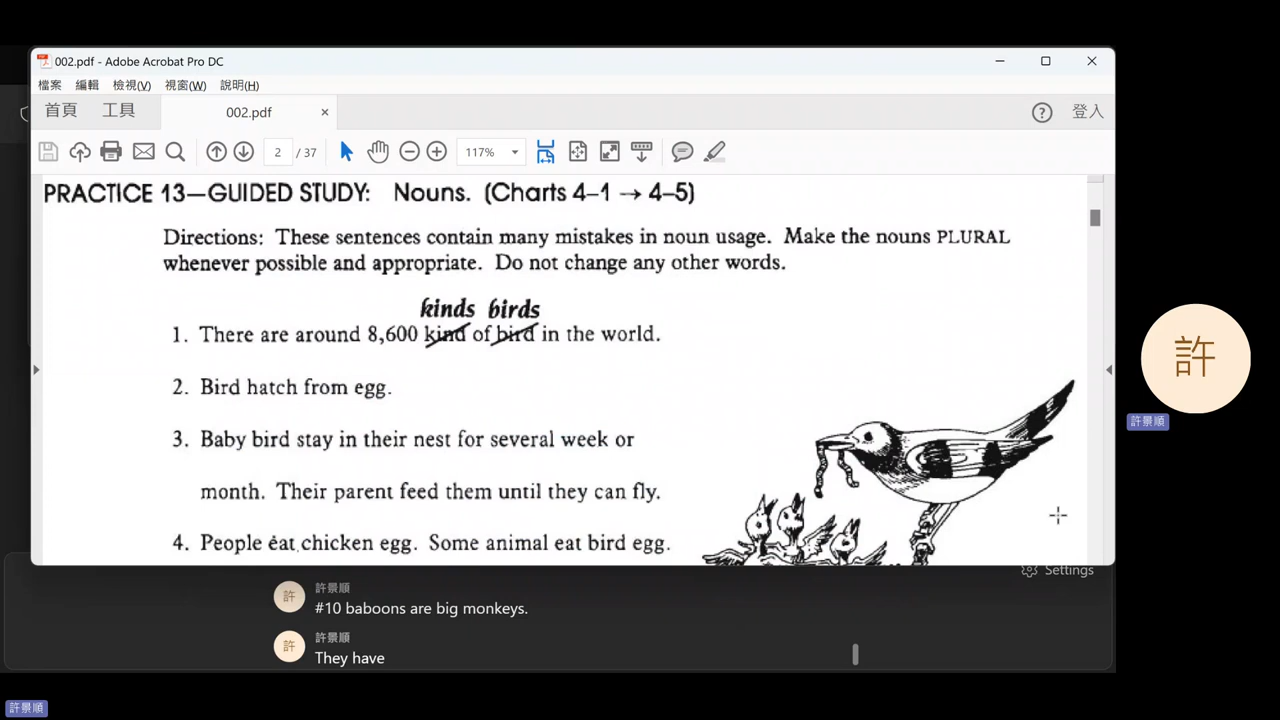 002.pdf - Adobe Acrobat Pro DC
檔案 編輯 檢視(V) 視窗(W) 說明(H)
首頁 工具 002.pdf × 登入
2 / 37 117%
PRACTICE 13—GUIDED STUDY: Nouns. (Charts 4–1 → 4–5)
Directions: These sentences contain many mistakes in noun usage. Make the nouns PLURAL
whenever possible and appropriate. Do not change any other words.
kinds birds
1. There are around 8,600 kind of bird in the world.
2. Bird hatch from egg.
3. Baby bird stay in their nest for several week or
month. Their parent feed them until they can fly.
4. People eat chicken egg. Some animal eat bird egg.
Settings
許 許景順
#10 baboons are big monkeys.
許 許景順
They have
許
許景順
許景順